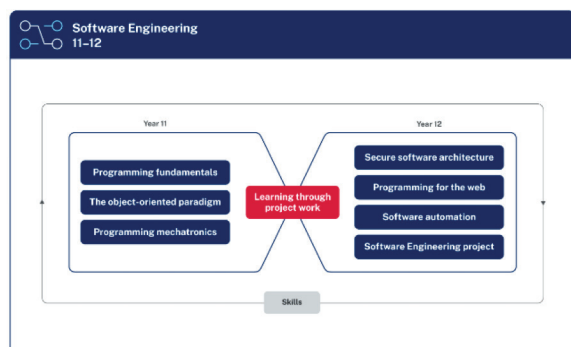 Software Engineering
11–12
Year 11
Programming fundamentals
The object-oriented paradigm
Programming mechatronics
Learning through
project work
Year 12
Secure software architecture
Programming for the web
Software automation
Software Engineering project
Skills